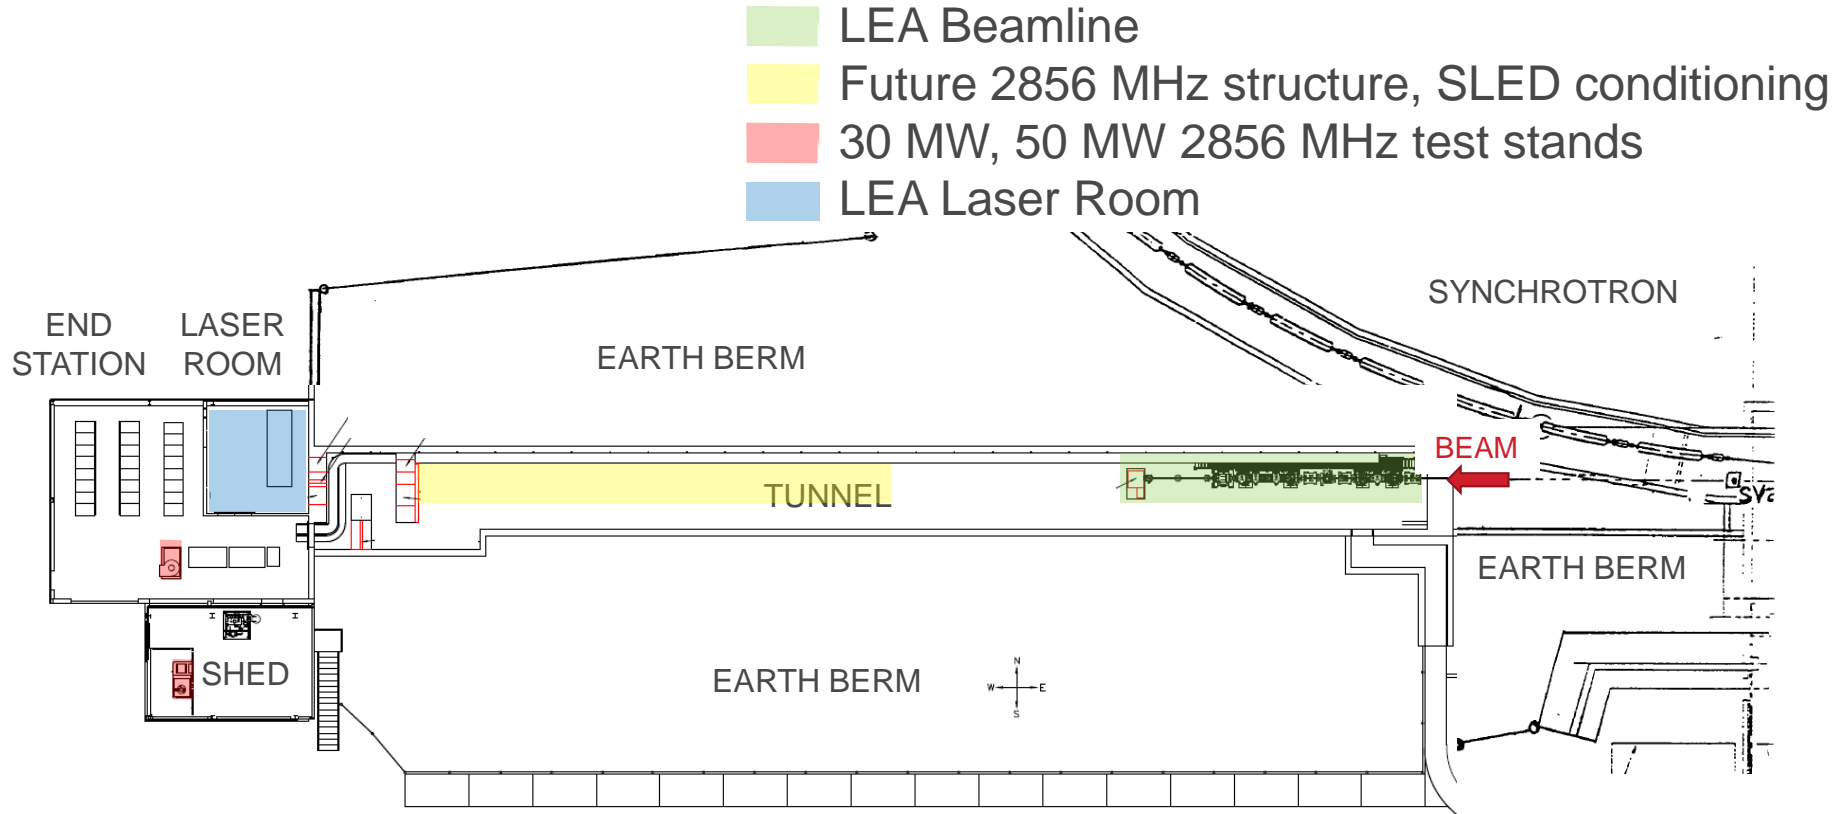 LEA Beamline
Future 2856 MHz structure, SLED conditioning
30 MW, 50 MW 2856 MHz test stands
LEA Laser Room
SYNCHROTRON
END
STATION
LASER
ROOM
EARTH BERM
BEAM
TUNNEL
EARTH BERM
SHED
EARTH BERM
N
W
E
S